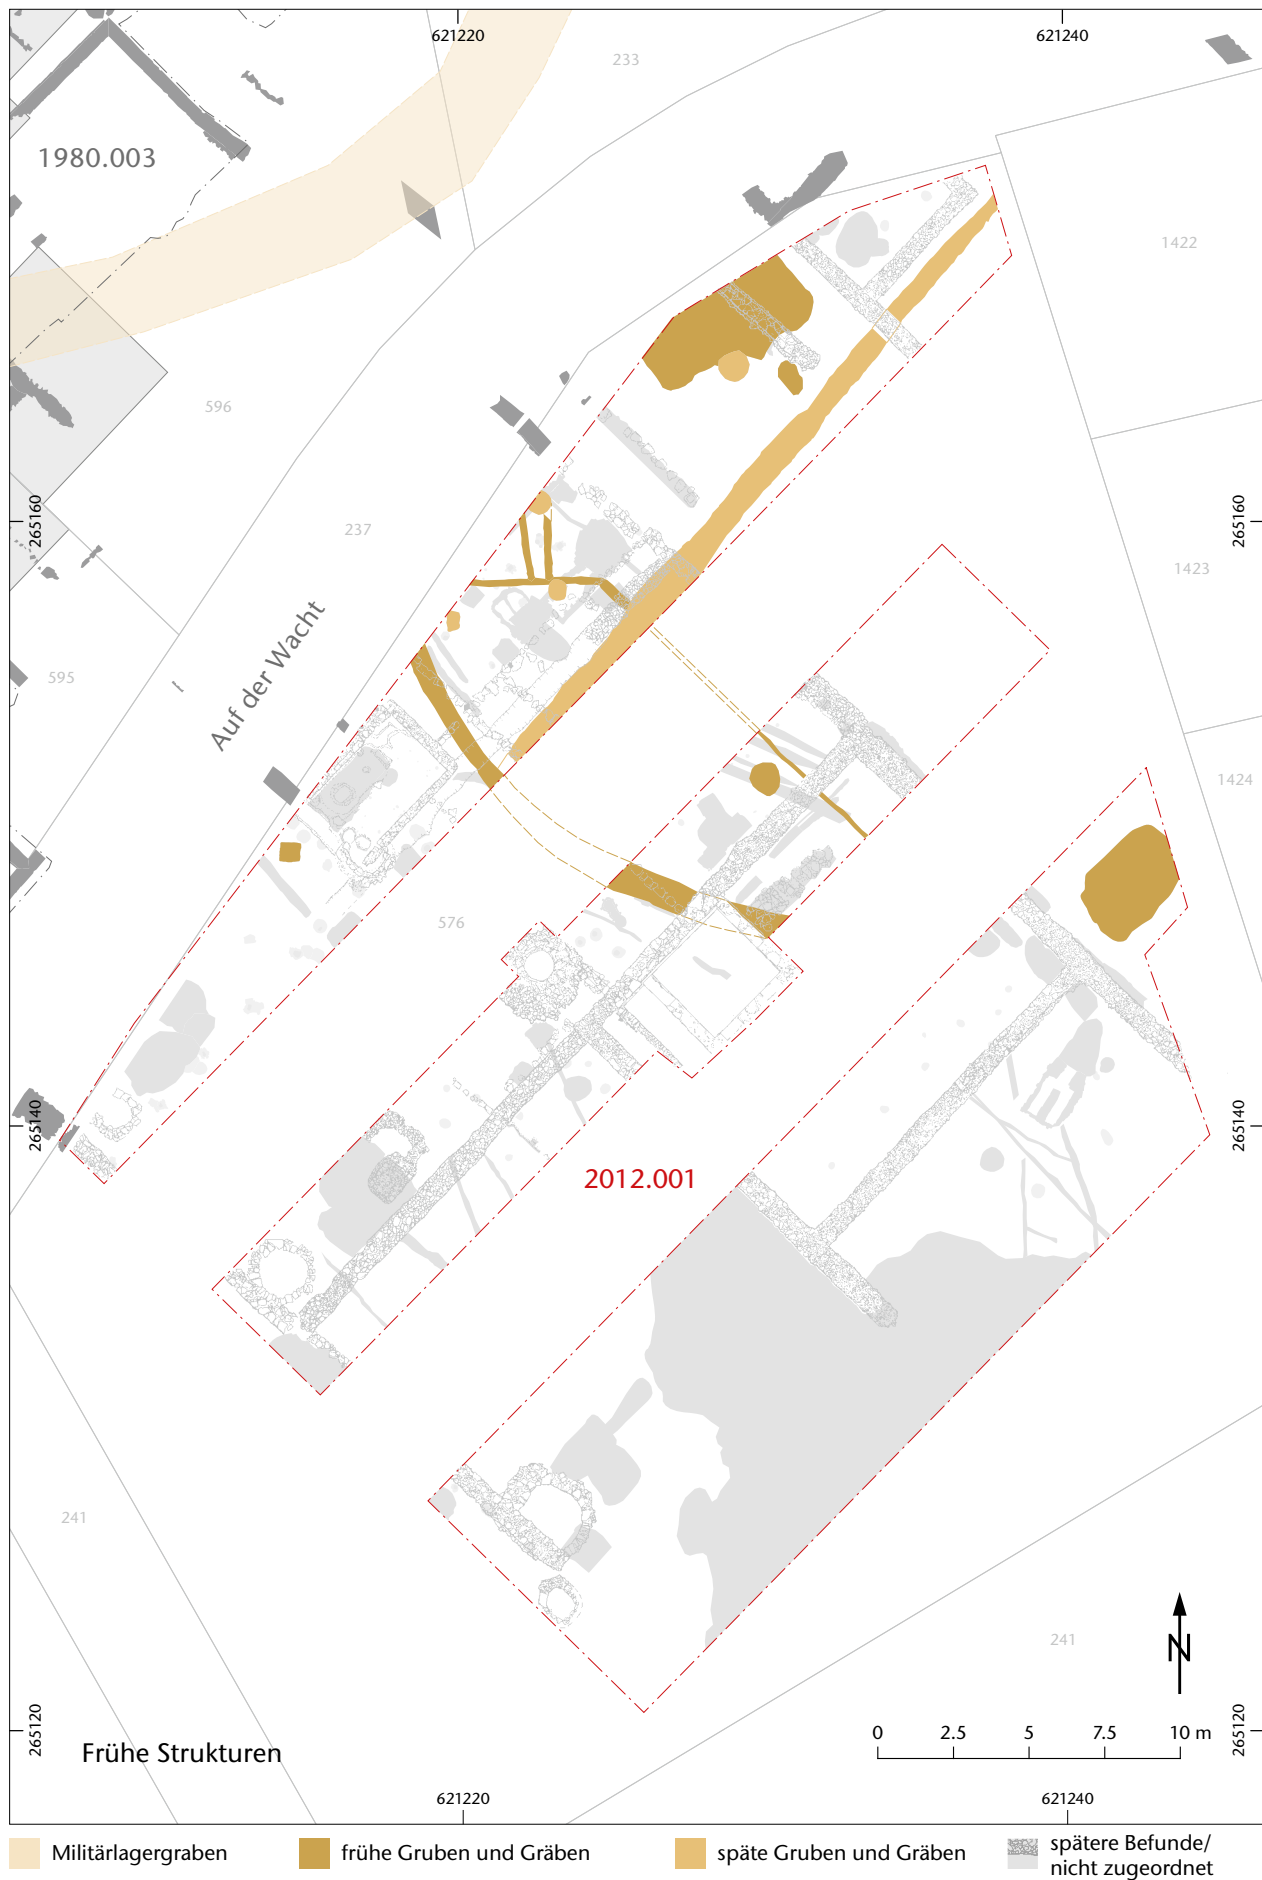 621220
621240
233
1980.003
1422
596
265160
265160
237
1423
Auf der Wacht
595
1424
576
265140
265140
2012.001
241
241
265120
265120
0 2.5 5 7.5 10 m
N
Frühe Strukturen
621220
621240
Militärlagergraben
frühe Gruben und Gräben
späte Gruben und Gräben
spätere Befunde/
nicht zugeordnet